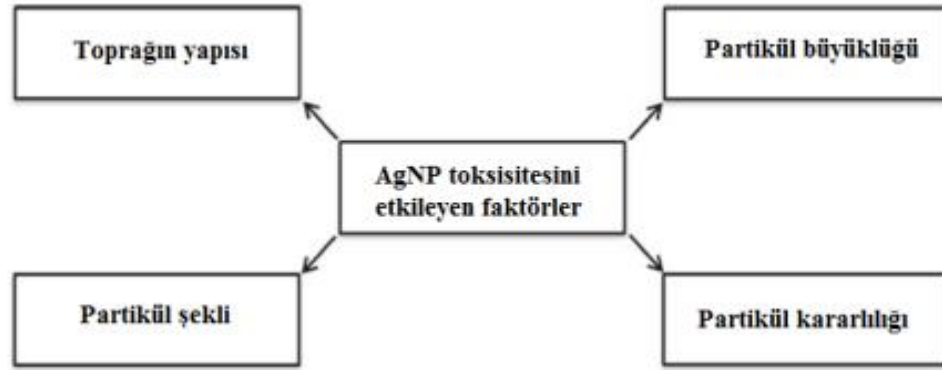 Toprağın yapısı
Partikül büyüklüğü
AgNP toksisitesini
etkileyen faktörler
Partikül şekli
Partikül kararlılığı